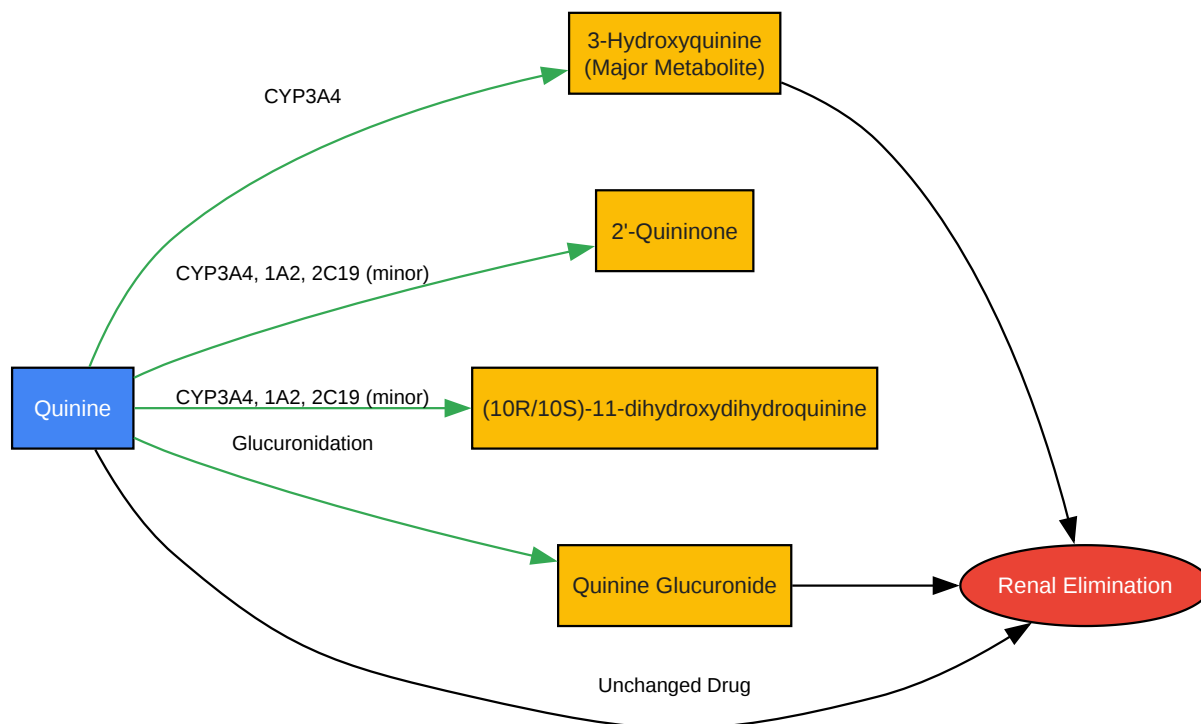 3-Hydroxyquinine
(Major Metabolite)
CYP3A4
2'-Quininone
CYP3A4, 1A2, 2C19 (minor)
Quinine
CYP3A4, 1A2, 2C19 (minor)
(10R/10S)-11-dihydroxydihydroquinine
Glucuronidation
Quinine Glucuronide
Renal Elimination
Unchanged Drug